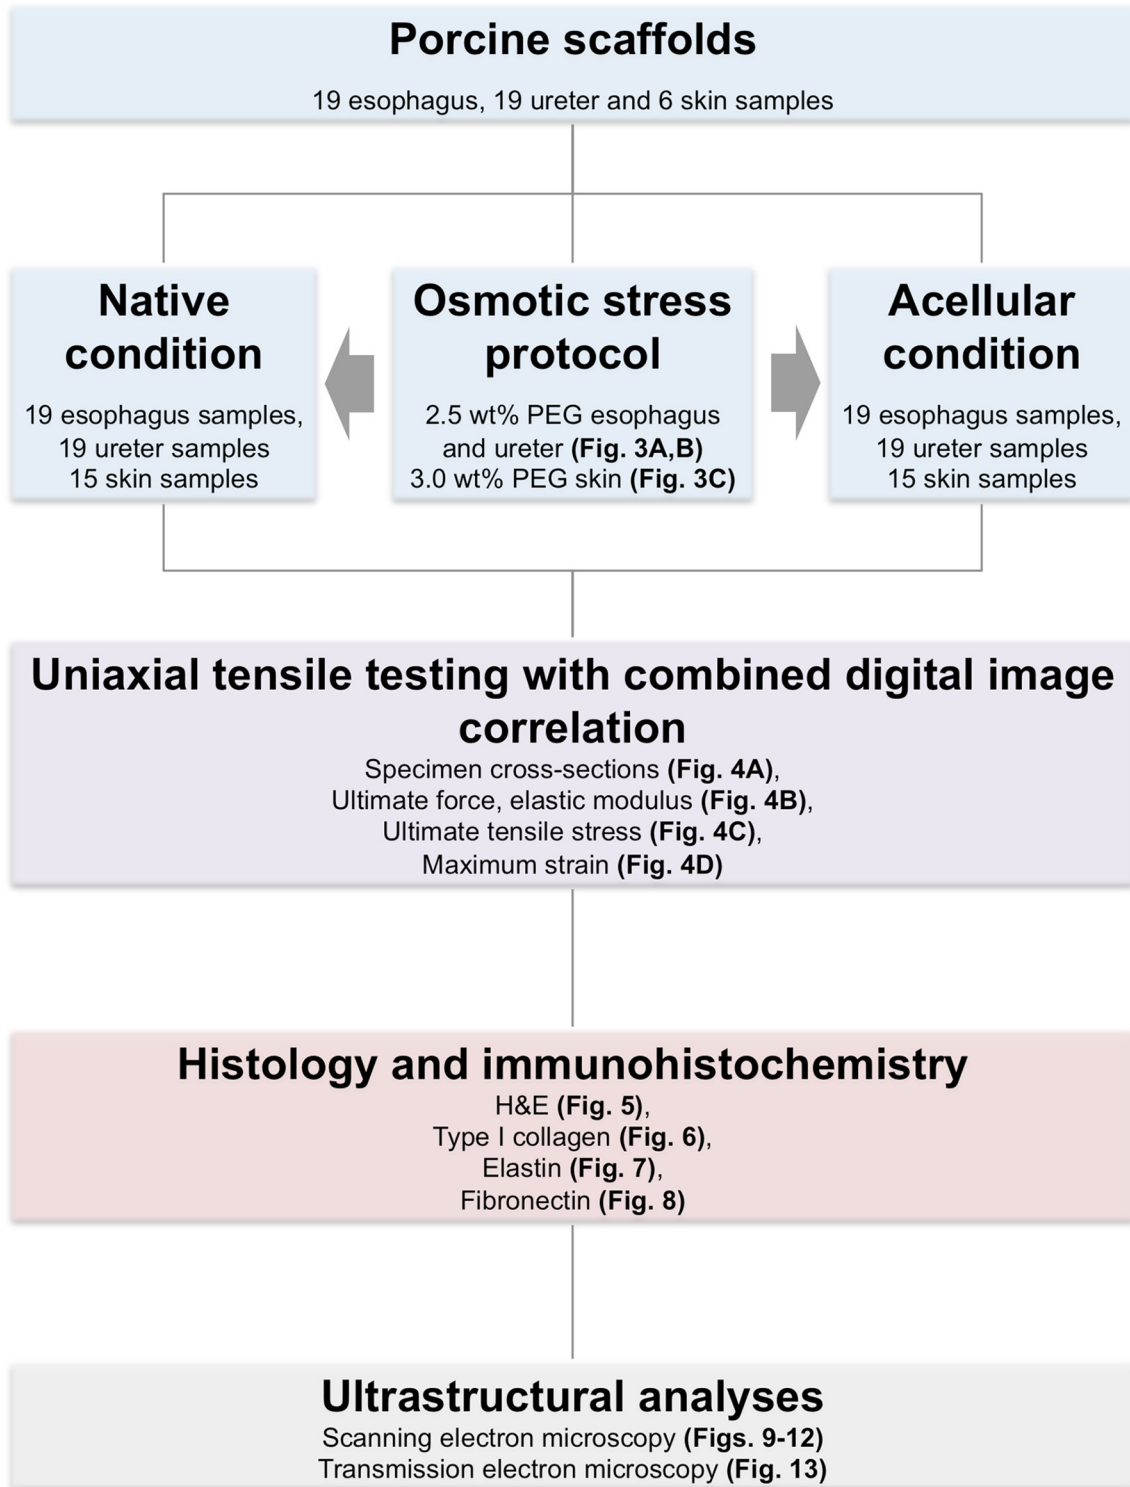 Porcine scaffolds
19 esophagus, 19 ureter and 6 skin samples
Native
condition
19 esophagus samples,
19 ureter samples
15 skin samples
Osmotic stress
protocol
2.5 wt% PEG esophagus
and ureter (Fig. 3A,B)
3.0 wt% PEG skin (Fig. 3C)
Acellular
condition
19 esophagus samples,
19 ureter samples
15 skin samples
Uniaxial tensile testing with combined digital image
correlation
Specimen cross-sections (Fig. 4A),
Ultimate force, elastic modulus (Fig. 4B),
Ultimate tensile stress (Fig. 4C),
Maximum strain (Fig. 4D)
Histology and immunohistochemistry
H&E (Fig. 5),
Type I collagen (Fig. 6),
Elastin (Fig. 7),
Fibronectin (Fig. 8)
Ultrastructural analyses
Scanning electron microscopy (Figs. 9-12)
Transmission electron microscopy (Fig. 13)